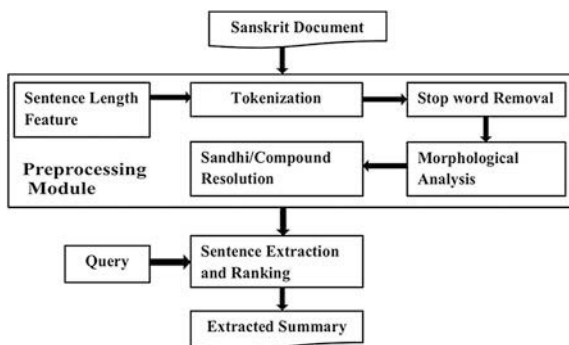 Sanskrit Document
Sentence Length
Feature
Tokenization
Stop word Removal
Preprocessing
Module
Sandhi/Compound
Resolution
Morphological
Analysis
Query
Sentence Extraction
and Ranking
Extracted Summary